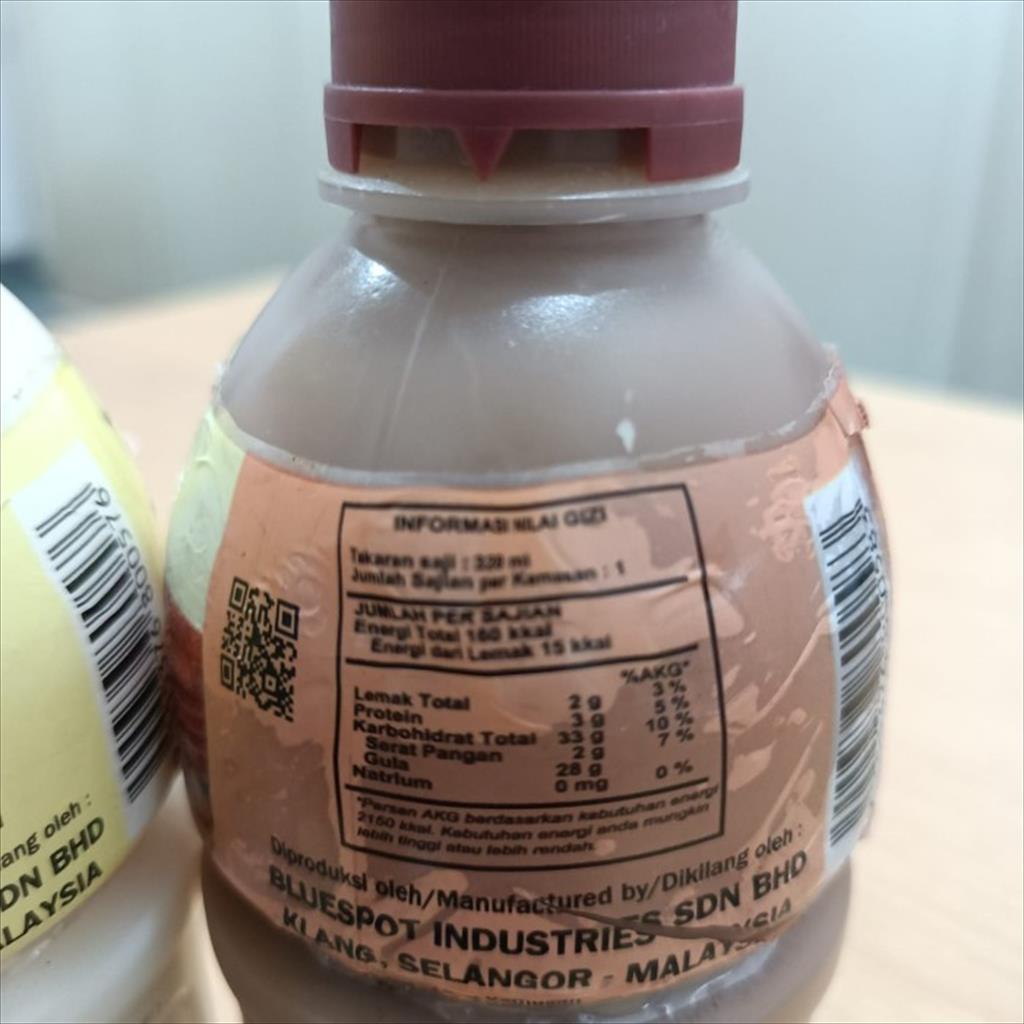 INFORMASI NILAI GIZI
Takaran saji : 320 ml
Jumlah Sajian per Kemasan : 1
JUMLAH PER SAJIAN
Energi Total 160 kkal
Energi dari Lemak 15 kkal
%AKG*
Lemak Total 2 g 3 %
Protein 3 g 5 %
Karbohidrat Total 33 g 10 %
Serat Pangan 2 g 7 %
Gula 28 g
Natrium 0 mg 0 %
*Persen AKG berdasarkan kebutuhan energi
2150 kkal. Kebutuhan energi anda mungkin
lebih tinggi atau lebih rendah.
Diproduksi oleh/Manufactured by/Dikilang oleh :
BLUESPOT INDUSTRIES SDN BHD
KLANG, SELANGOR - MALAYSIA
ang oleh :
DN BHD
LAYSIA